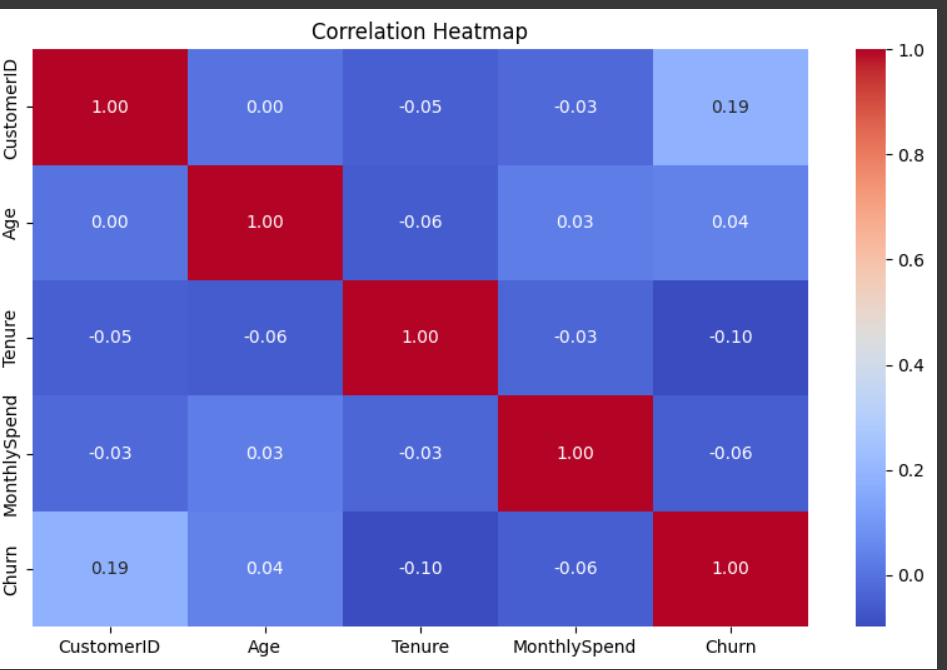 Correlation Heatmap
CustomerID 1.00 0.00 -0.05 -0.03 0.19
Age 0.00 1.00 -0.06 0.03 0.04
Tenure -0.05 -0.06 1.00 -0.03 -0.10
MonthlySpend -0.03 0.03 -0.03 1.00 -0.06
Churn 0.19 0.04 -0.10 -0.06 1.00
CustomerID Age Tenure MonthlySpend Churn
1.0
0.8
0.6
0.4
0.2
0.0